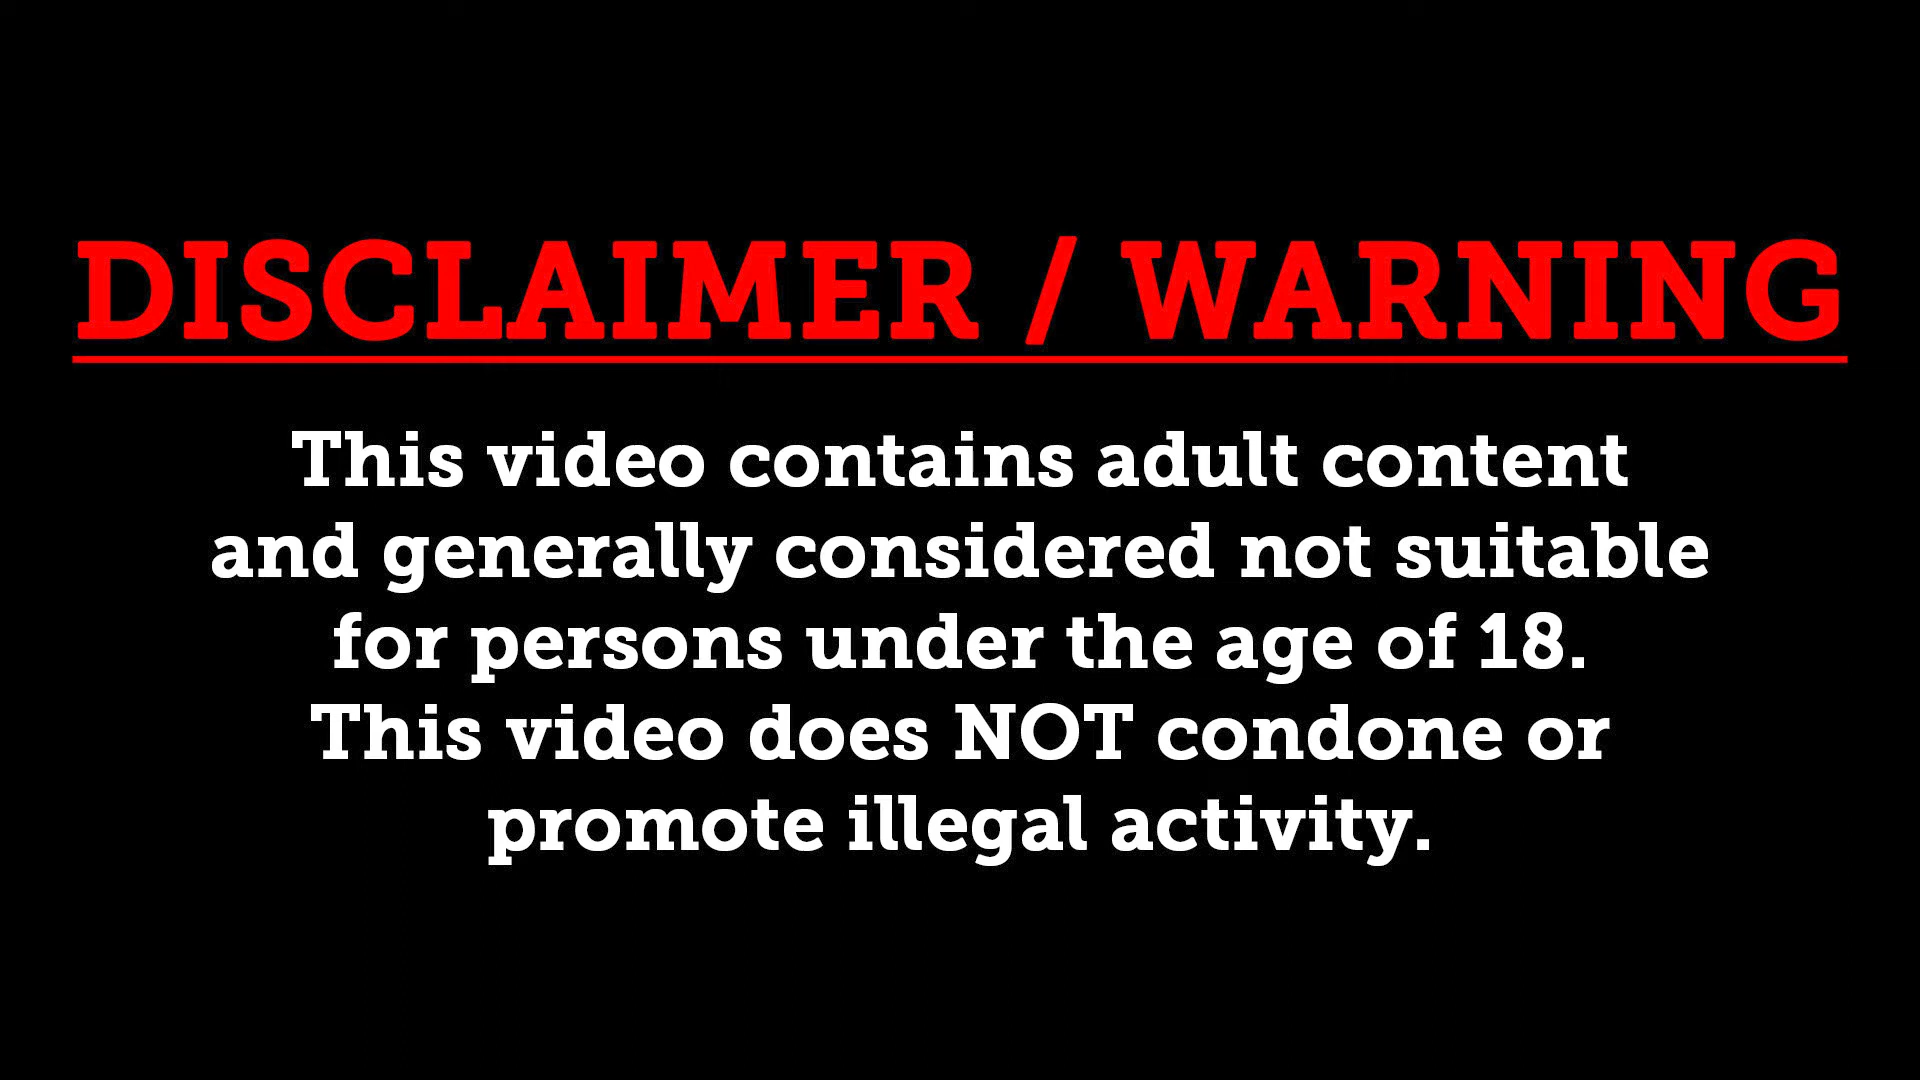 DISCLAIMER / WARNING
This video contains adult content
and generally considered not suitable
for persons under the age of 18.
This video does NOT condone or
promote illegal activity.